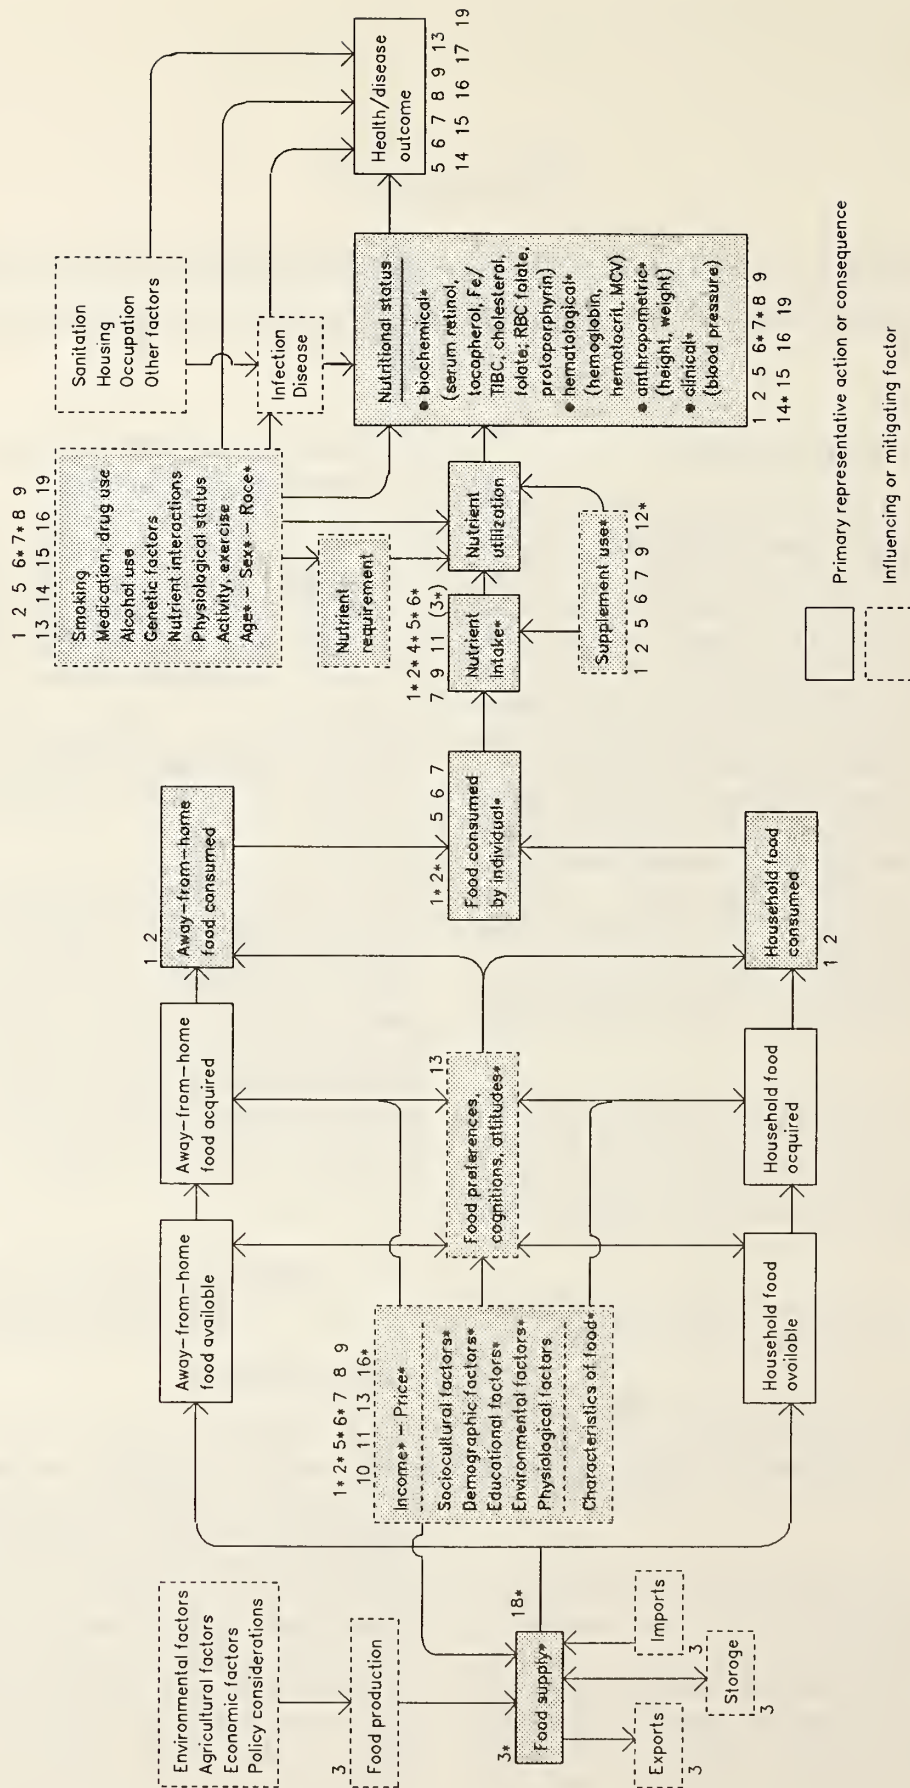 Environmental factors
Agricultural factors
Economic factors
Policy considerations
3
Food production
3*
18*
Food supply*
Exports
3
Imports
3
Storage
3
1* 2* 5* 6* 7 8 9
10 11 13 16*
Income* – Price*
Sociocultural factors*
Demographic factors*
Educational factors*
Environmental factors*
Physiological factors
Characteristics of food*
Away–from–home
food available
Away–from–home
food acquired
1 2
Away–from–home
food consumed
13
Food preferences,
cognitions, attitudes*
Household food
available
Household food
acquired
Household food
consumed
1 2
1* 2* 5 6 7
Food consumed
by individual*
1* 2* 4* 5* 6*
7 9 11 (3*)
Nutrient
intake*
Nutrient
requirement
Nutrient
utilization
Supplement use*
1 2 5 6 7 9 12*
1 2 5 6* 7* 8 9
13 14 15 16 19
Smoking
Medication, drug use
Alcohol use
Genetic factors
Nutrient interactions
Physiological status
Activity, exercise
Age* – Sex* – Race*
Sanitation
Housing
Occupation
Other factors
Infection
Disease
Nutritional status
● biochemical*
(serum retinol,
tocopherol, Fe/
TIBC, cholesterol,
folate; RBC folate,
protoporphyrin)
● hematological*
(hemoglobin,
hematocrit, MCV)
● anthropometric*
(height, weight)
● clinical*
(blood pressure)
1 2 5 6* 7* 8 9
14* 15 16 19
Health/disease
outcome
5 6 7 8 9 13
14 15 16 17 19
Primary representative action or consequence
Influencing or mitigating factor